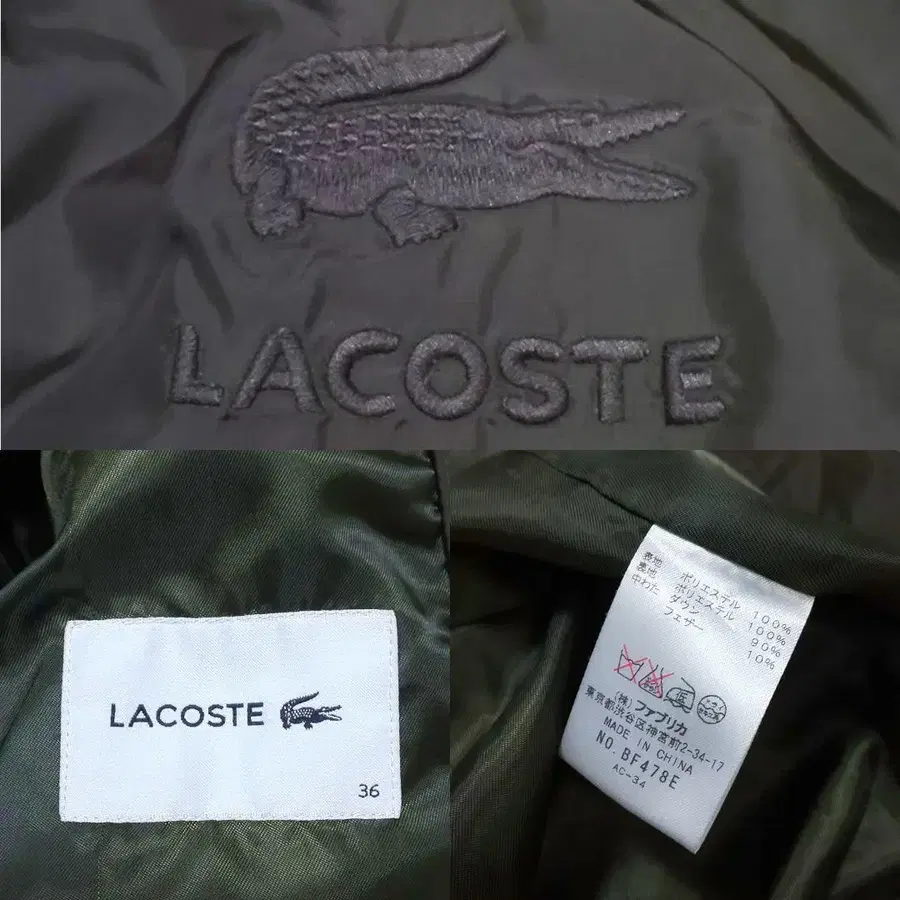 LACOSTE
LACOSTE
36
表地 ポリエステル 100%
裏地 ポリエステル 100%
中わた ダウン 90%
フェザー 10%
(株)ファブリカ
東京都渋谷区神宮前2-34-17
MADE IN CHINA
NO. BF478E
AC-34